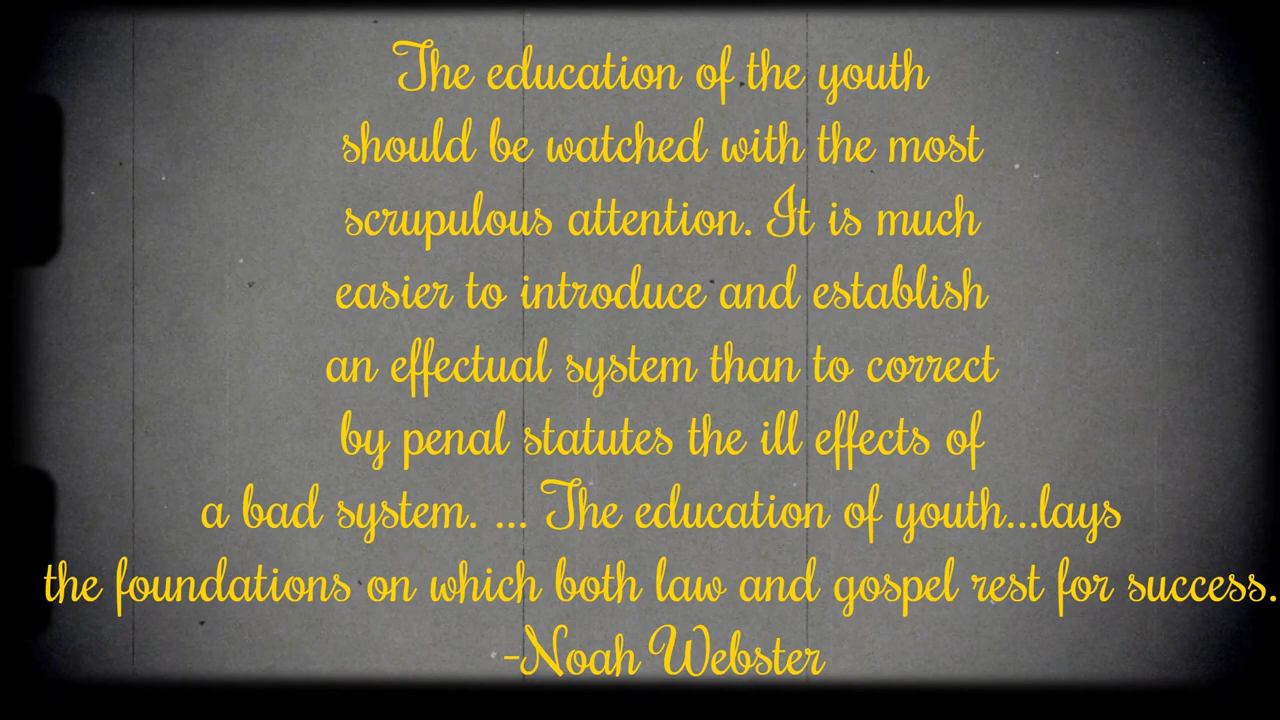 The education of the youth
should be watched with the most
scrupulous attention. It is much
easier to introduce and establish
an effectual system than to correct
by penal statutes the ill effects of
a bad system. ... The education of youth...lays
the foundations on which both law and gospel rest for success.
-Noah Webster